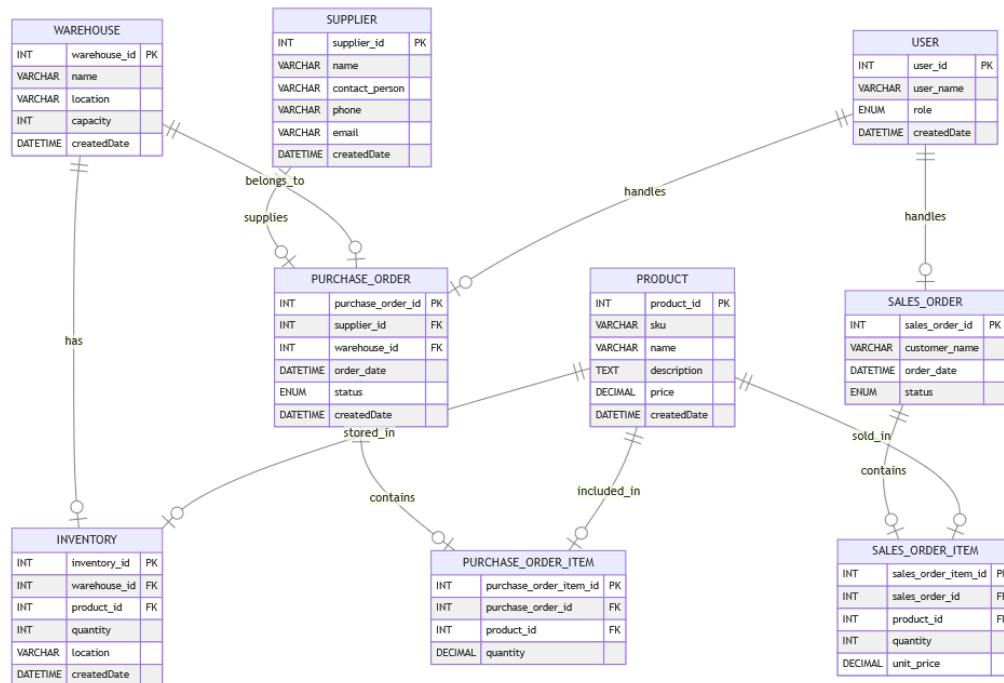 WAREHOUSE
INT warehouse_id PK
VARCHAR name
VARCHAR location
INT capacity
DATETIME createdDate
SUPPLIER
INT supplier_id PK
VARCHAR name
VARCHAR contact_person
VARCHAR phone
VARCHAR email
DATETIME createdDate
USER
INT user_id PK
VARCHAR user_name
ENUM role
DATETIME createdDate
belongs_to
supplies
handles
handles
PURCHASE_ORDER
INT purchase_order_id PK
INT supplier_id FK
INT warehouse_id FK
DATETIME order_date
ENUM status
DATETIME createdDate
PRODUCT
INT product_id PK
VARCHAR sku
VARCHAR name
TEXT description
DECIMAL price
DATETIME createdDate
SALES_ORDER
INT sales_order_id PK
VARCHAR customer_name
DATETIME order_date
ENUM status
has
stored_in
contains
included_in
sold_in
contains
INVENTORY
INT inventory_id PK
INT warehouse_id FK
INT product_id FK
INT quantity
VARCHAR location
DATETIME createdDate
PURCHASE_ORDER_ITEM
INT purchase_order_item_id PK
INT purchase_order_id FK
INT product_id FK
DECIMAL quantity
SALES_ORDER_ITEM
INT sales_order_item_id PK
INT sales_order_id FK
INT product_id FK
INT quantity
DECIMAL unit_price